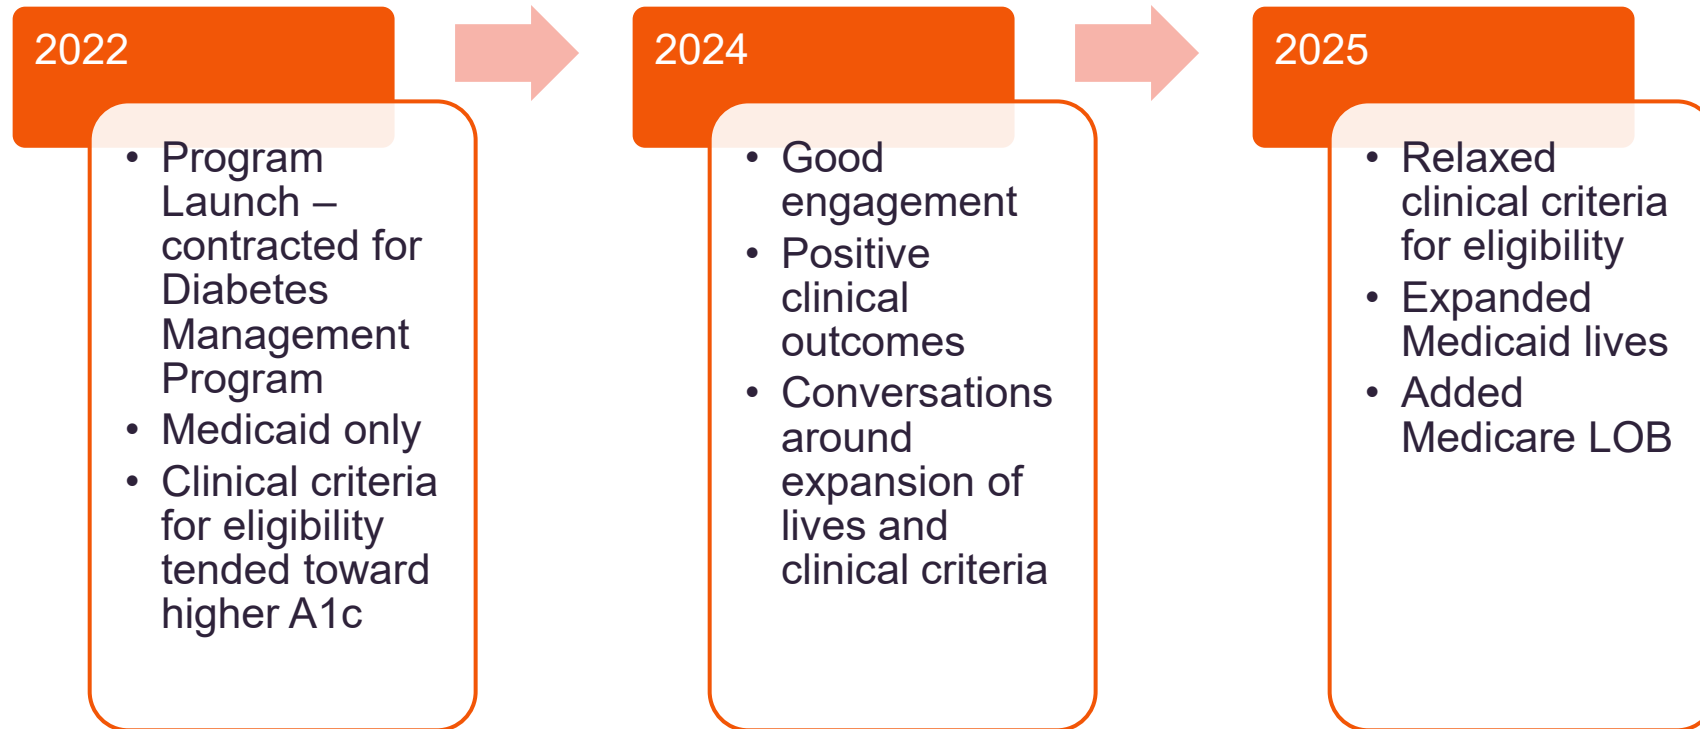 2022
• Program
Launch –
contracted for
Diabetes
Management
Program
• Medicaid only
• Clinical criteria
for eligibility
tended toward
higher A1c
2024
• Good
engagement
• Positive
clinical
outcomes
• Conversations
around
expansion of
lives and
clinical criteria
2025
• Relaxed
clinical criteria
for eligibility
• Expanded
Medicaid lives
• Added
Medicare LOB